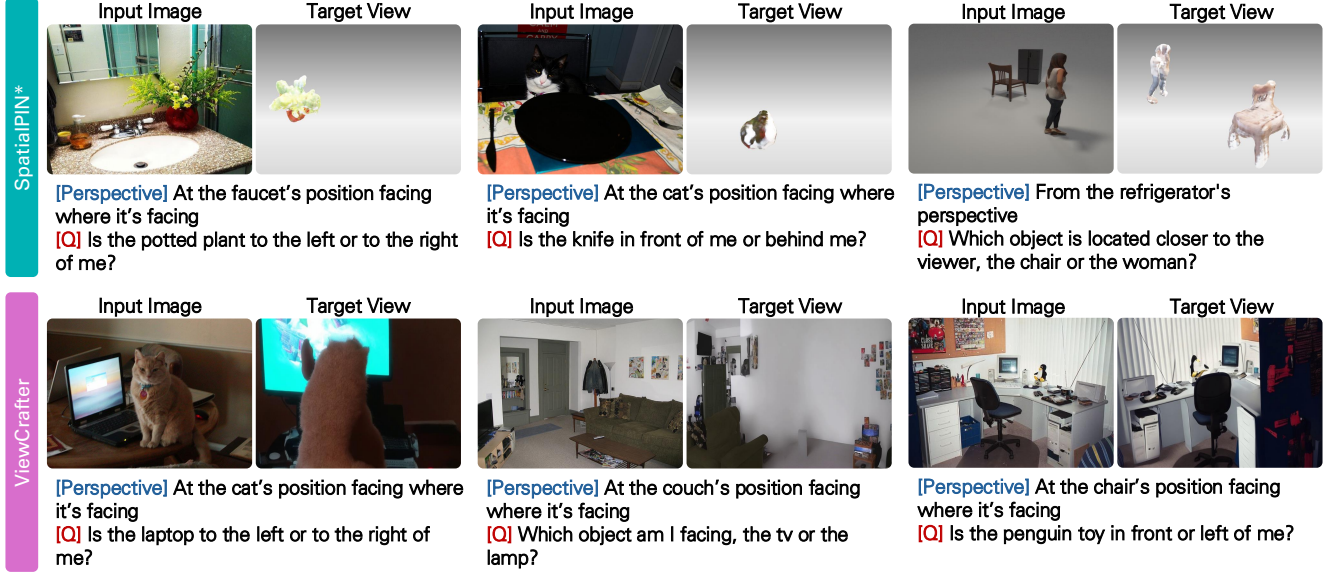 SpatialPIN*
Input Image
Target View
[Perspective] At the faucet's position facing
where it's facing
[Q] Is the potted plant to the left or to the right
of me?
Input Image
Target View
[Perspective] At the cat's position facing where
it's facing
[Q] Is the knife in front of me or behind me?
Input Image
Target View
[Perspective] From the refrigerator's
perspective
[Q] Which object is located closer to the
viewer, the chair or the woman?
ViewCrafter
Input Image
Target View
[Perspective] At the cat's position facing where
it's facing
[Q] Is the laptop to the left or to the right of
me?
Input Image
Target View
[Perspective] At the couch's position facing
where it's facing
[Q] Which object am I facing, the tv or the
lamp?
Input Image
Target View
[Perspective] At the chair's position facing
where it's facing
[Q] Is the penguin toy in front or left of me?